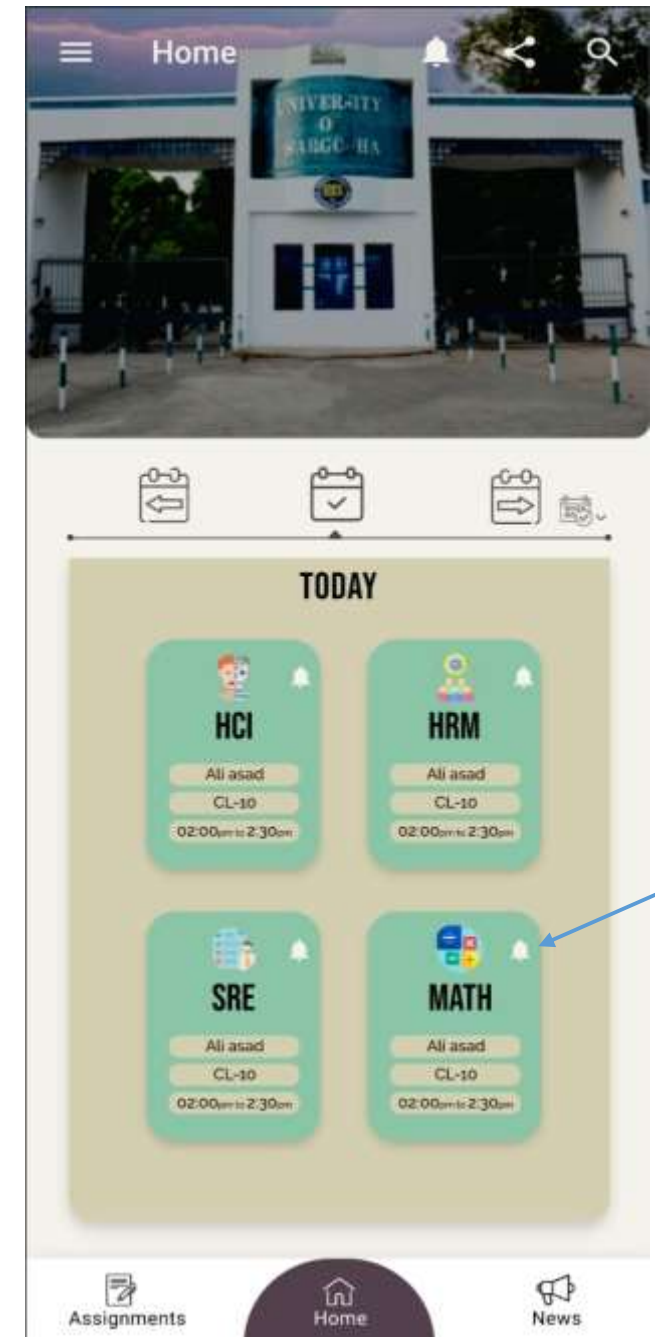 Home
UNIVERSITY
O
SARGO HA
TODAY
HCI HRM
Ali asad Ali asad
CL-10 CL-10
02:00pm to 2:30pm 02:00pm to 2:30pm
SRE MATH
Ali asad Ali asad
CL-10 CL-10
02:00pm to 2:30pm 02:00pm to 2:30pm
Assignments Home News